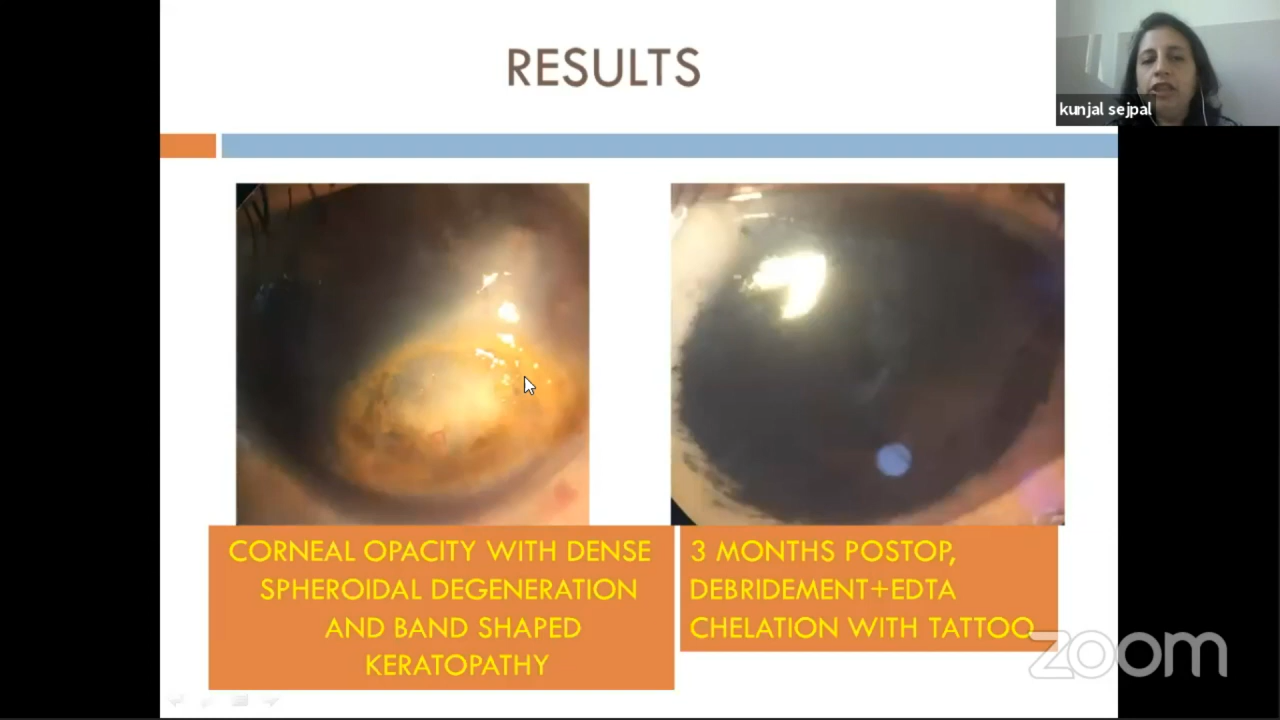 RESULTS
kunjal sejpal
CORNEAL OPACITY WITH DENSE
SPHEROIDAL DEGENERATION
AND BAND SHAPED
KERATOPATHY
3 MONTHS POSTOP,
DEBRIDEMENT+EDTA
CHELATION WITH TATTOO
zoom